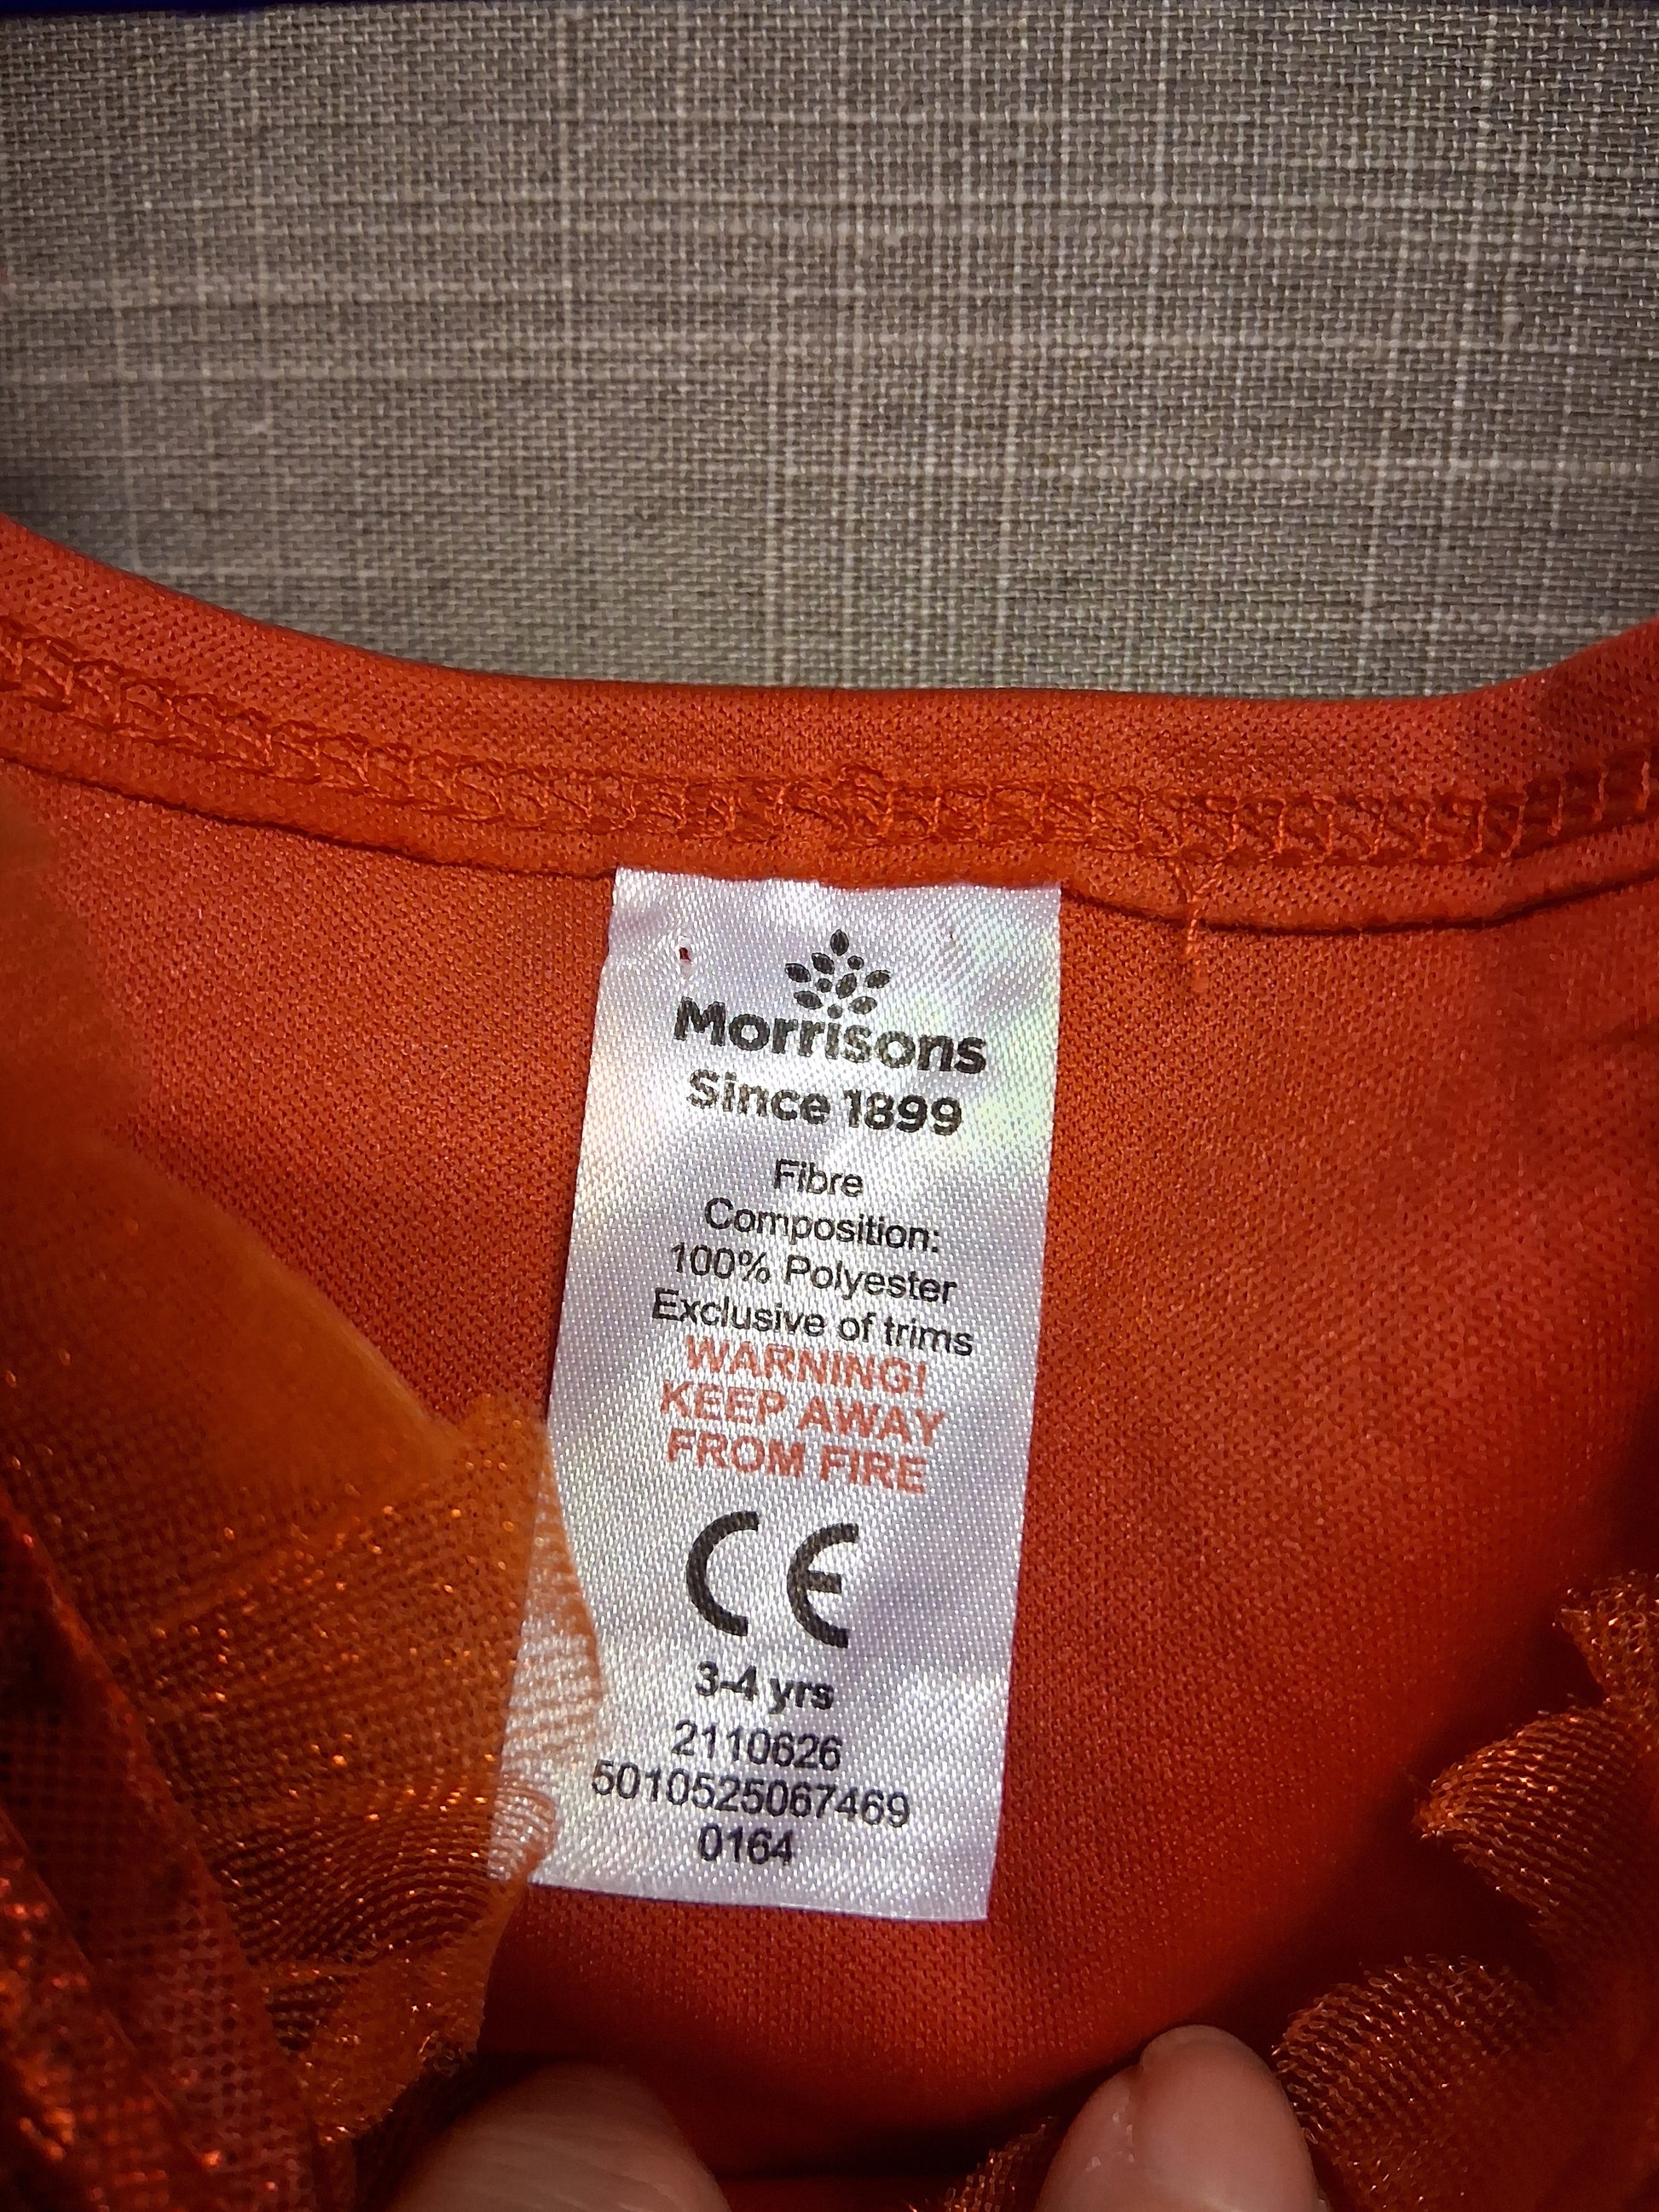 Morrisons
Since 1899
Fibre
Composition:
100% Polyester
Exclusive of trims
WARNING!
KEEP AWAY
FROM FIRE
CE
3-4 yrs
2110626
5010525067469
0164